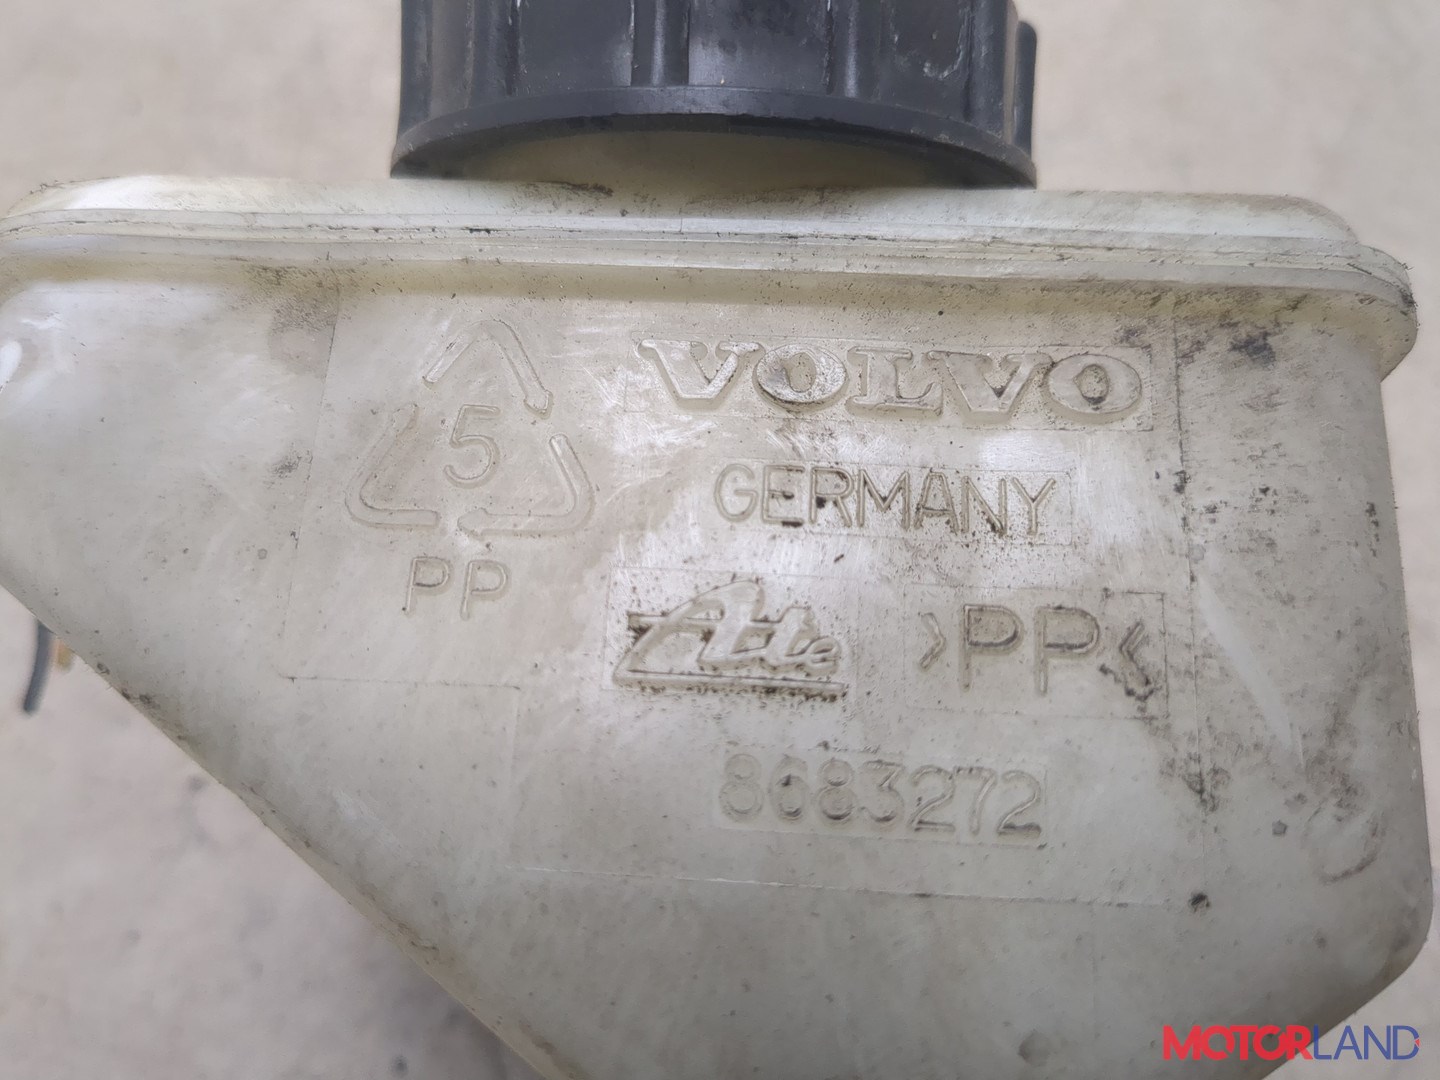 VOLVO
5
GERMANY
PP
Ate >PP<
8683272
MOTORLAND